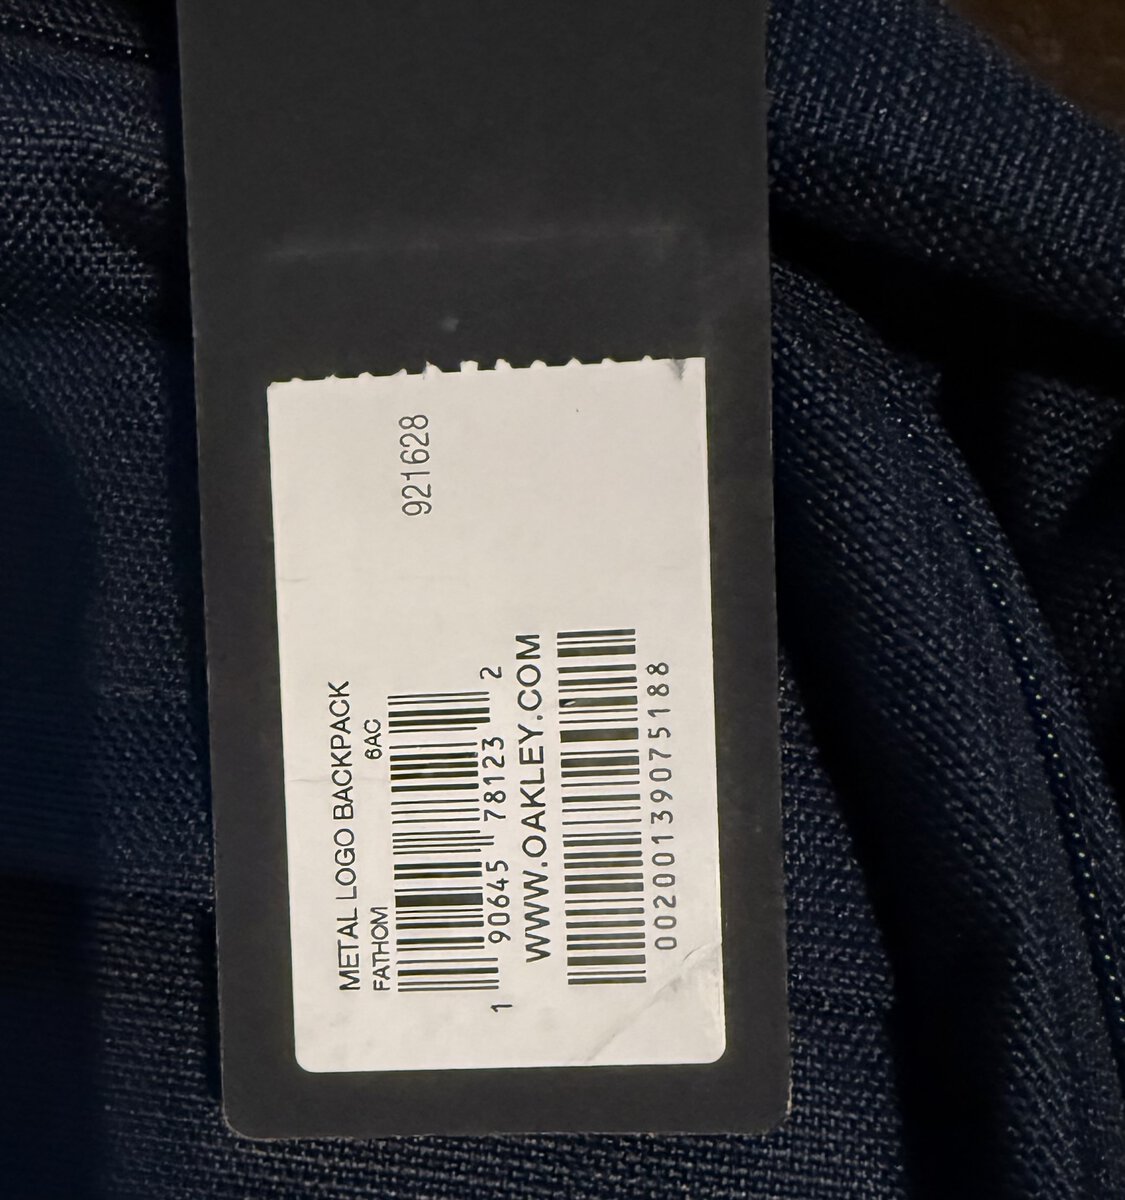 METAL LOGO BACKPACK
FATHOM 6AC
921628
1 90645 78123 2
WWW.OAKLEY.COM
00200139075188